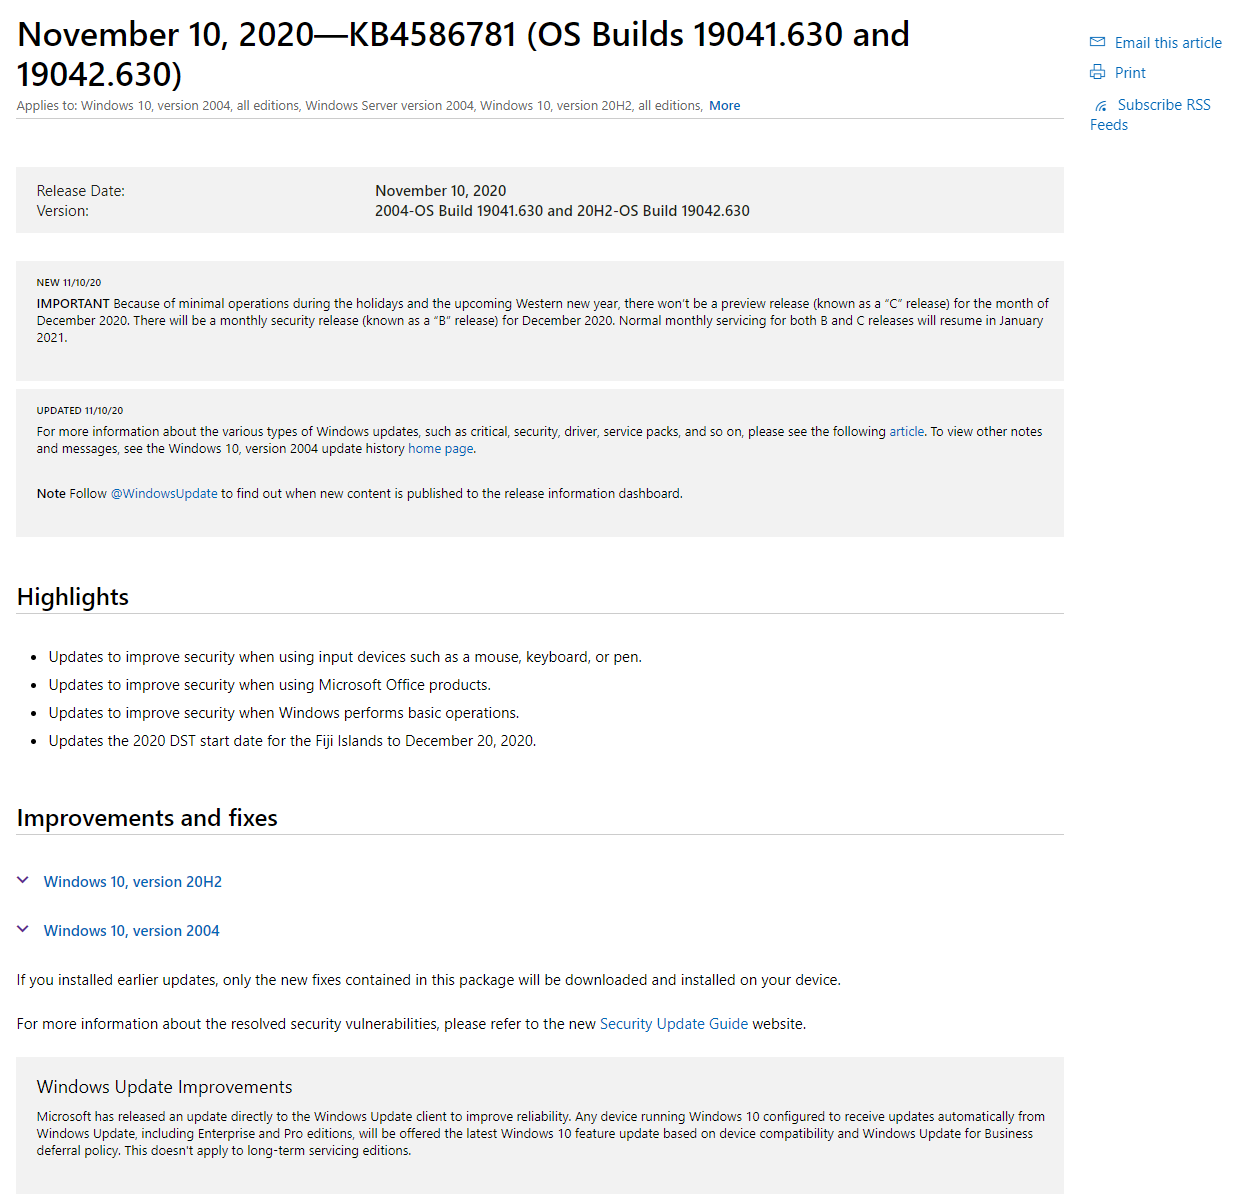 November 10, 2020—KB4586781 (OS Builds 19041.630 and
19042.630)
Applies to: Windows 10, version 2004, all editions, Windows Server version 2004, Windows 10, version 20H2, all editions, More
Email this article
Print
Subscribe RSS
Feeds
Release Date: November 10, 2020
Version: 2004-OS Build 19041.630 and 20H2-OS Build 19042.630
NEW 11/10/20
IMPORTANT Because of minimal operations during the holidays and the upcoming Western new year, there won’t be a preview release (known as a “C” release) for the month of
December 2020. There will be a monthly security release (known as a “B” release) for December 2020. Normal monthly servicing for both B and C releases will resume in January
2021.
UPDATED 11/10/20
For more information about the various types of Windows updates, such as critical, security, driver, service packs, and so on, please see the following article. To view other notes
and messages, see the Windows 10, version 2004 update history home page.
Note Follow @WindowsUpdate to find out when new content is published to the release information dashboard.
Highlights
• Updates to improve security when using input devices such as a mouse, keyboard, or pen.
• Updates to improve security when using Microsoft Office products.
• Updates to improve security when Windows performs basic operations.
• Updates the 2020 DST start date for the Fiji Islands to December 20, 2020.
Improvements and fixes
Windows 10, version 20H2
Windows 10, version 2004
If you installed earlier updates, only the new fixes contained in this package will be downloaded and installed on your device.
For more information about the resolved security vulnerabilities, please refer to the new Security Update Guide website.
Windows Update Improvements
Microsoft has released an update directly to the Windows Update client to improve reliability. Any device running Windows 10 configured to receive updates automatically from
Windows Update, including Enterprise and Pro editions, will be offered the latest Windows 10 feature update based on device compatibility and Windows Update for Business
deferral policy. This doesn't apply to long-term servicing editions.